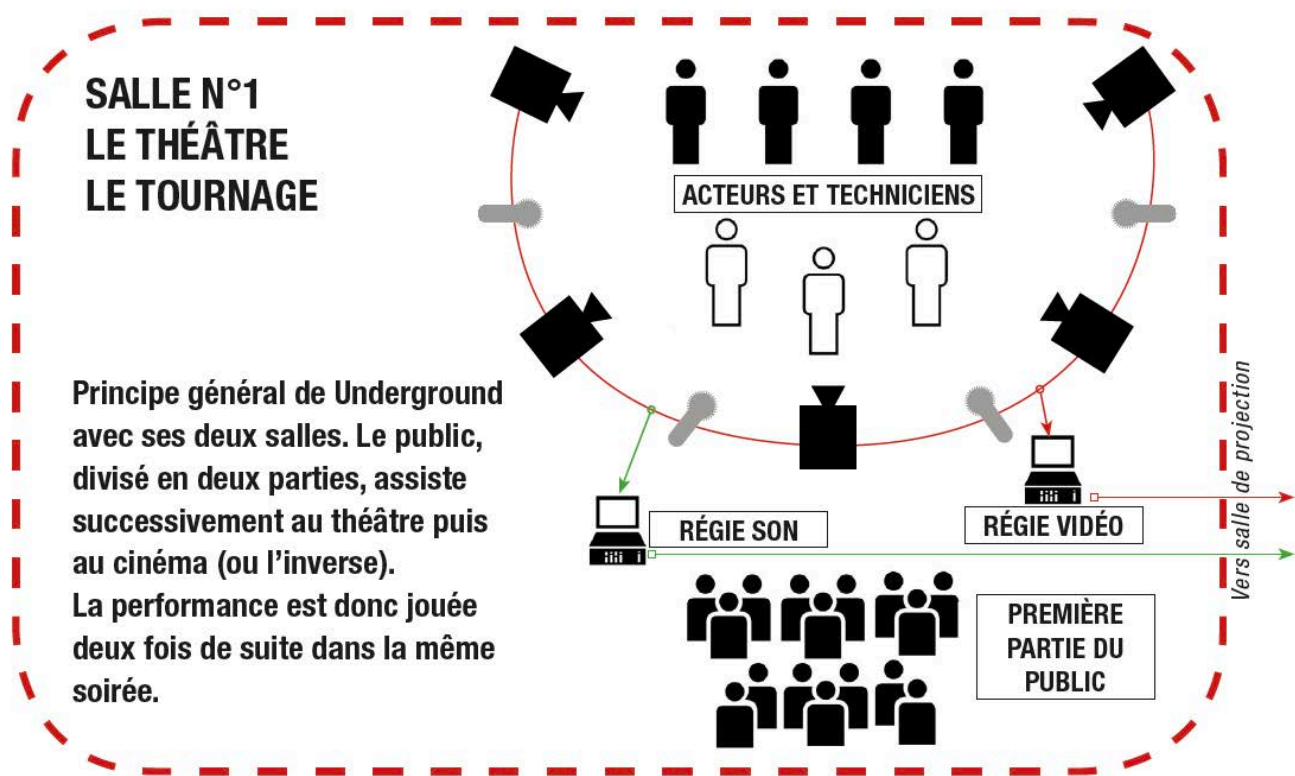 SALLE N°1
LE THÉÂTRE
LE TOURNAGE
ACTEURS ET TECHNICIENS
Principe général de Underground
avec ses deux salles. Le public,
divisé en deux parties, assiste
successivement au théâtre puis
au cinéma (ou l’inverse).
La performance est donc jouée
deux fois de suite dans la même
soirée.
RÉGIE SON
RÉGIE VIDÉO
Vers salle de projection
PREMIÈRE
PARTIE DU
PUBLIC